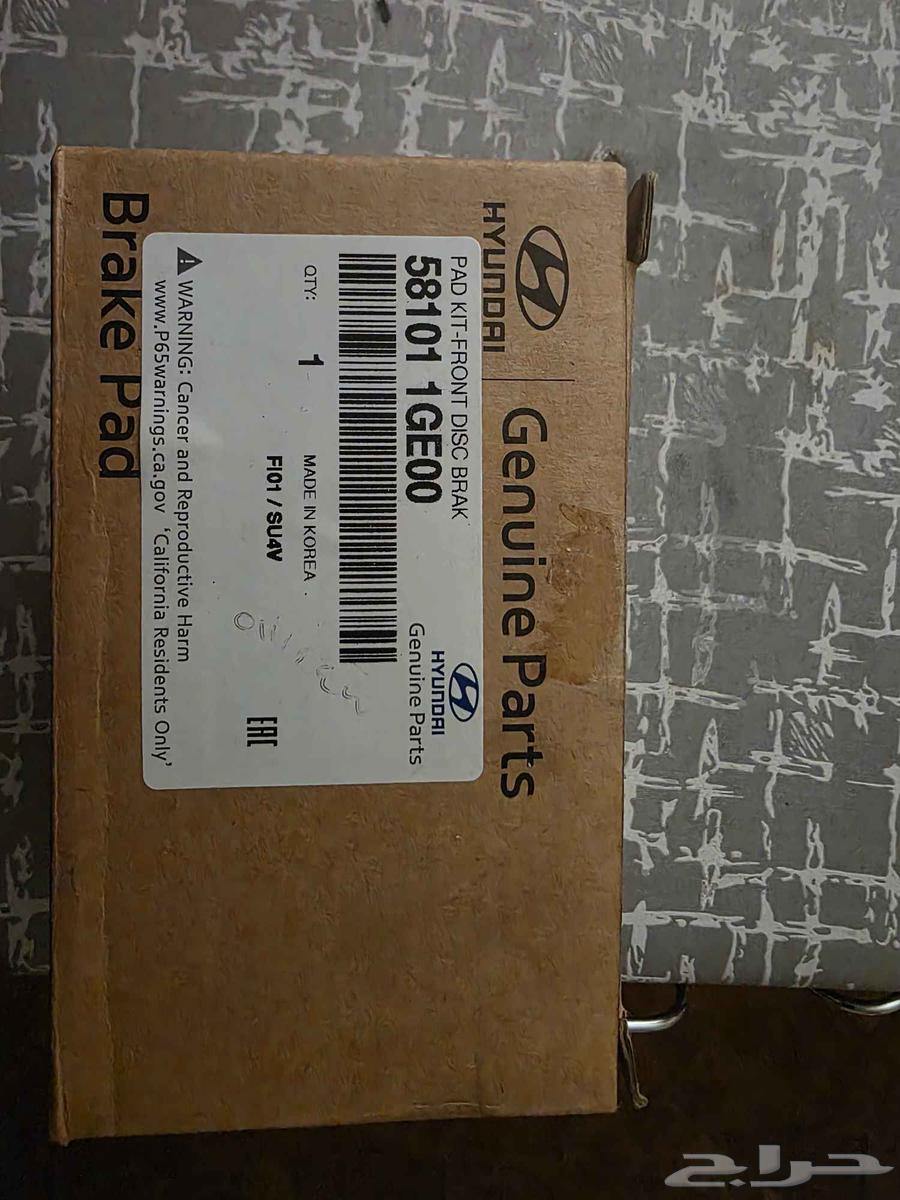 HYUNDAI
Genuine Parts
Brake Pad
PAD KIT-FRONT DISC BRAK
58101 1GE00
HYUNDAI
Genuine Parts
QTY: 1 MADE IN KOREA
FI01 / SU4V
EAC
WARNING: Cancer and Reproductive Harm
www.P65warnings.ca.gov 'California Residents Only'
حراج